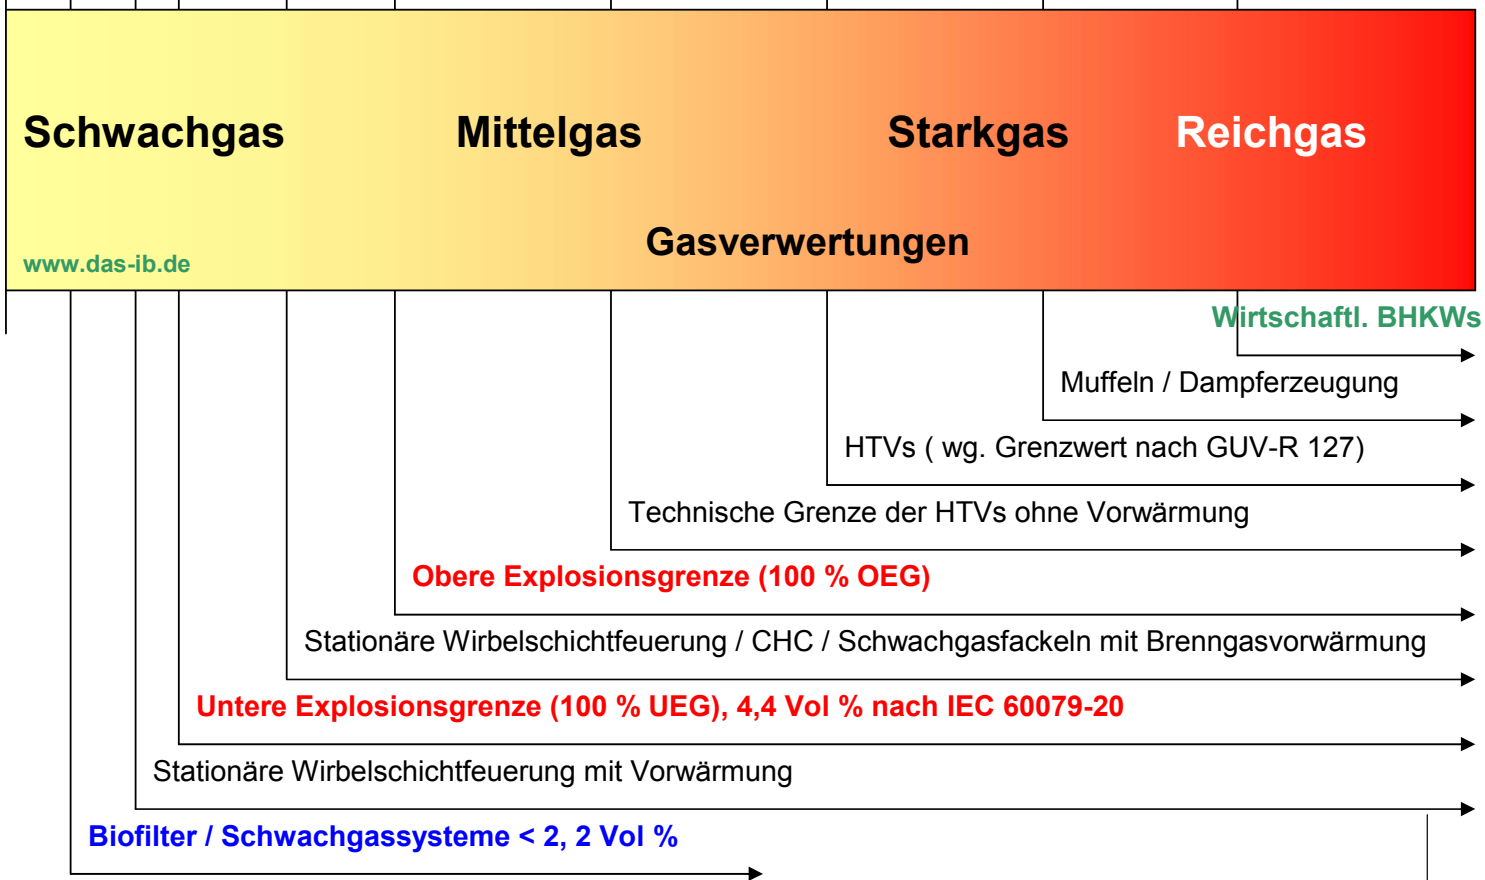 Schwachgas Mittelgas Starkgas Reichgas
Gasverwertungen
www.das-ib.de
Wirtschaftl. BHKWs
Muffeln / Dampferzeugung
HTVs ( wg. Grenzwert nach GUV-R 127)
Technische Grenze der HTVs ohne Vorwärmung
Obere Explosionsgrenze (100 % OEG)
Stationäre Wirbelschichtfeuerung / CHC / Schwachgasfackeln mit Brenngasvorwärmung
Untere Explosionsgrenze (100 % UEG), 4,4 Vol % nach IEC 60079-20
Stationäre Wirbelschichtfeuerung mit Vorwärmung
Biofilter / Schwachgassysteme < 2, 2 Vol %